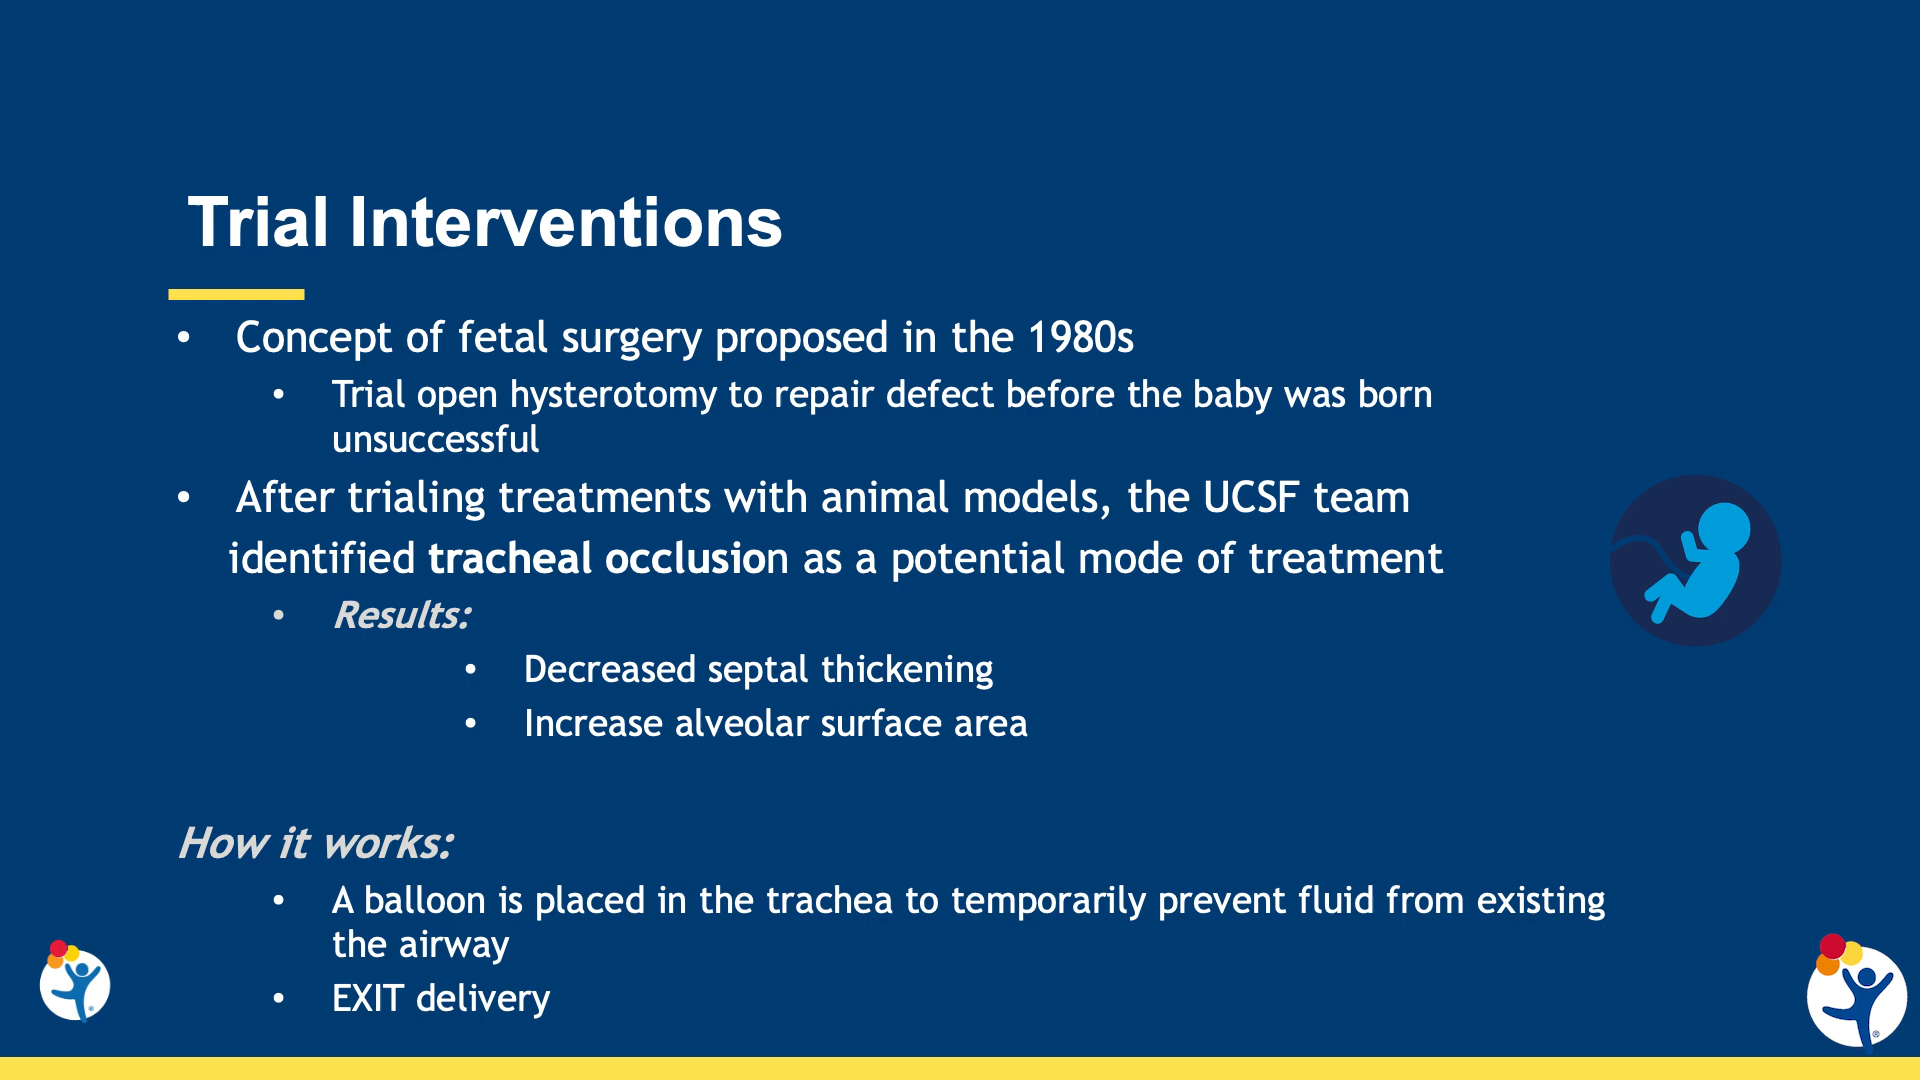 Trial Interventions
• Concept of fetal surgery proposed in the 1980s
• Trial open hysterotomy to repair defect before the baby was born
unsuccessful
• After trialing treatments with animal models, the UCSF team
identified tracheal occlusion as a potential mode of treatment
• Results:
• Decreased septal thickening
• Increase alveolar surface area
How it works:
• A balloon is placed in the trachea to temporarily prevent fluid from existing
the airway
• EXIT delivery